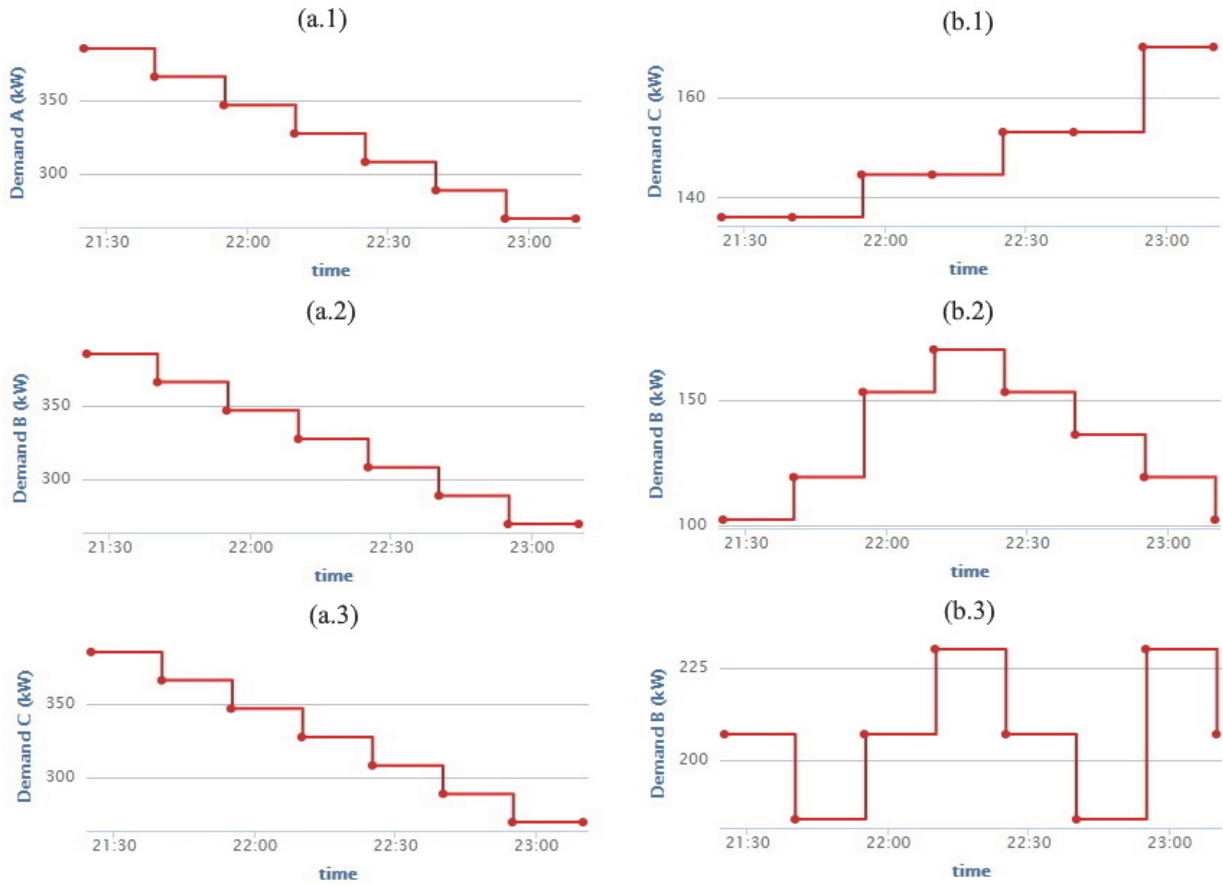 (a.1)
Demand A (kW)
350
300
21:30 22:00 22:30 23:00
time
(b.1)
Demand C (kW)
160
140
21:30 22:00 22:30 23:00
time
(a.2)
Demand B (kW)
350
300
21:30 22:00 22:30 23:00
time
(b.2)
Demand B (kW)
150
100
21:30 22:00 22:30 23:00
time
(a.3)
Demand C (kW)
350
300
21:30 22:00 22:30 23:00
time
(b.3)
Demand B (kW)
225
200
21:30 22:00 22:30 23:00
time